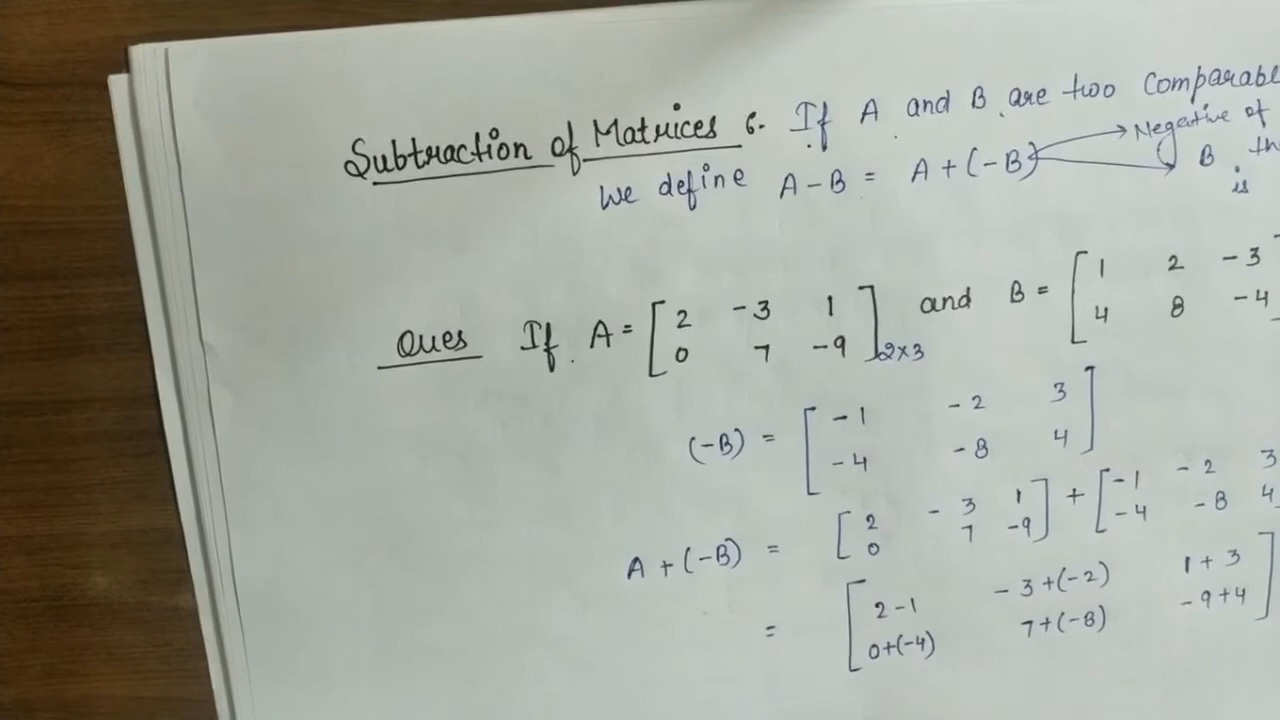 Subtraction of Matrices :- If A and B are two Comparabl
We define A - B = A + (-B) → Negative of B is th
Ques If A = [ 2 -3 1
0 7 -9 ]2×3 and B = [ 1 2 -3
4 8 -4
(-B) = [ -1 -2 3
-4 -8 4 ]
A + (-B) = [ 2 -3 1
0 7 -9 ] + [ -1 -2 3
-4 -8 4
= [ 2-1 -3+(-2) 1+3
0+(-4) 7+(-8) -9+4 ]